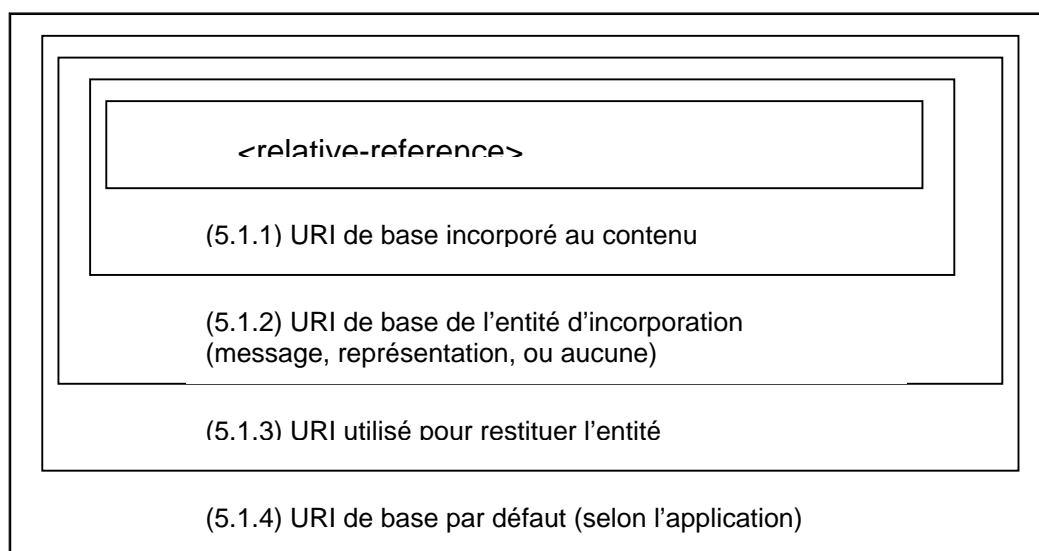 <relative-reference>
(5.1.1) URI de base incorporé au contenu
(5.1.2) URI de base de l’entité d’incorporation
(message, représentation, ou aucune)
(5.1.3) URI utilisé pour restituer l’entité
(5.1.4) URI de base par défaut (selon l’application)